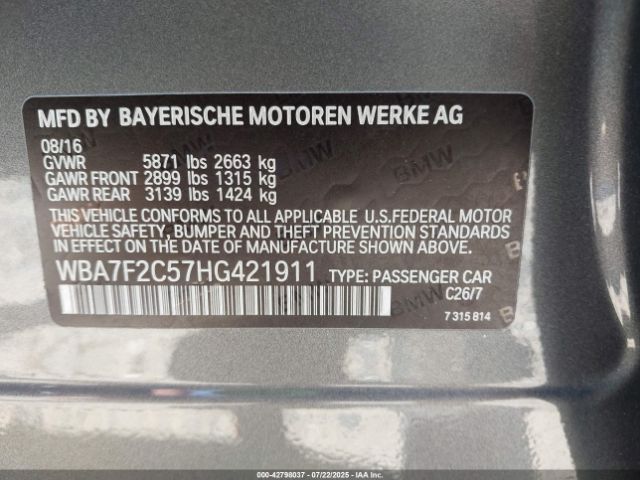 MFD BY BAYERISCHE MOTOREN WERKE AG
08/16
GVWR 5871 lbs 2663 kg
GAWR FRONT 2899 lbs 1315 kg
GAWR REAR 3139 lbs 1424 kg
THIS VEHICLE CONFORMS TO ALL APPLICABLE U.S.FEDERAL MOTOR
VEHICLE SAFETY, BUMPER AND THEFT PREVENTION STANDARDS IN
EFFECT ON THE DATE OF MANUFACTURE SHOWN ABOVE.
WBA7F2C57HG421911 TYPE: PASSENGER CAR
C26/7
7 315 814
000-42798037 - 07/22/2025 - IAA Inc.